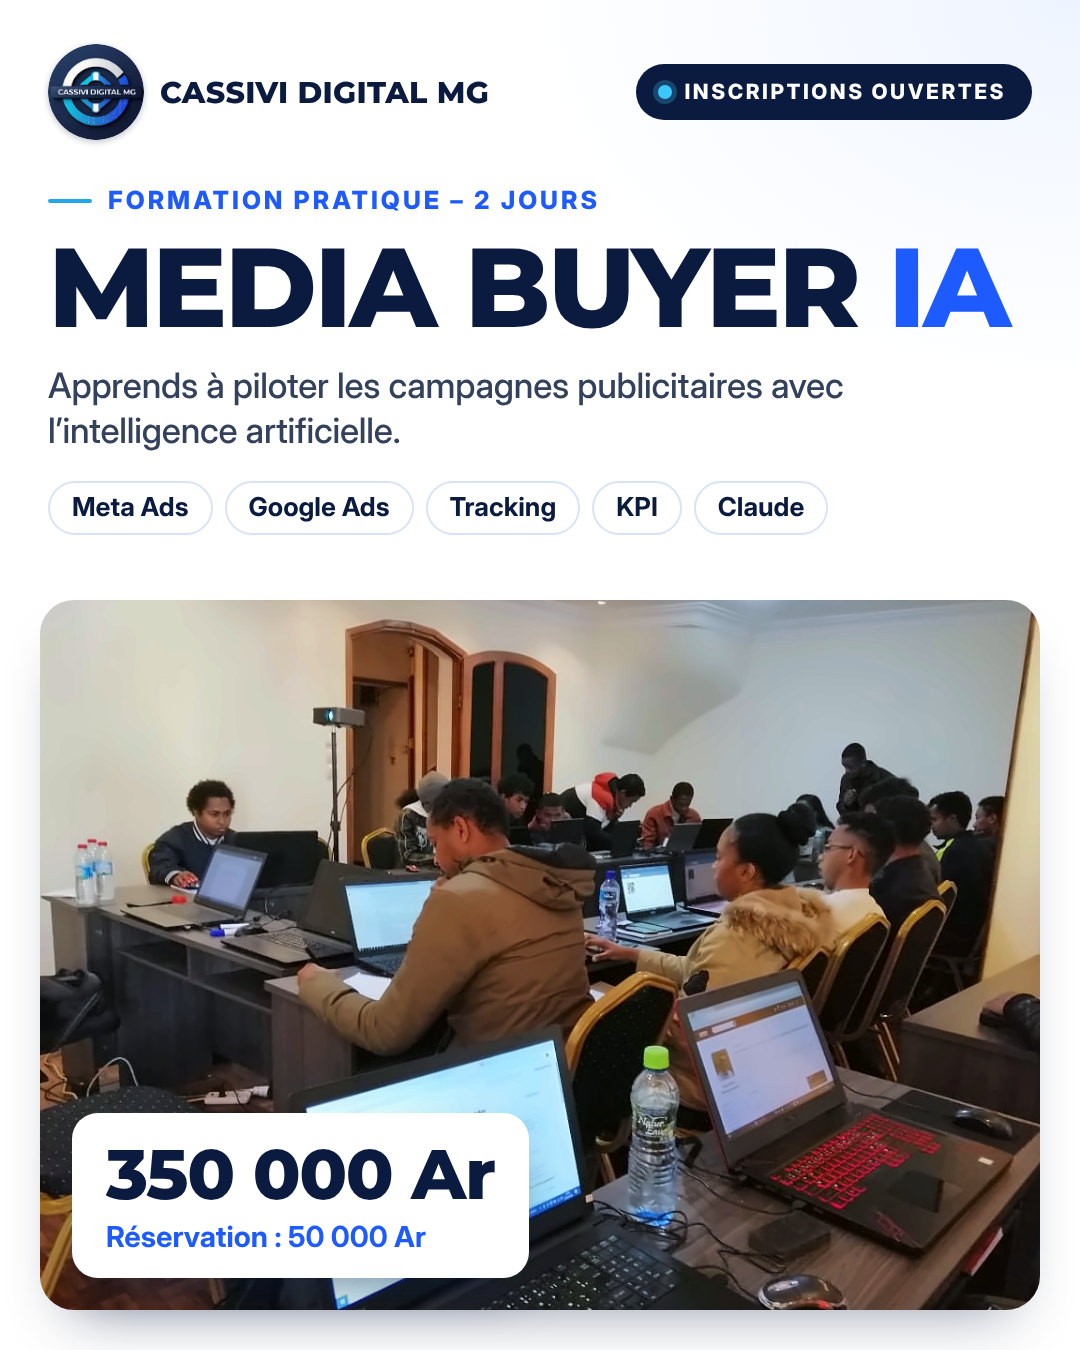 CASSIVI DIGITAL MG
CASSIVI DIGITAL MG
INSCRIPTIONS OUVERTES
FORMATION PRATIQUE – 2 JOURS
MEDIA BUYER IA
Apprends à piloter les campagnes publicitaires avec
l’intelligence artificielle.
Meta Ads
Google Ads
Tracking
KPI
Claude
350 000 Ar
Réservation : 50 000 Ar